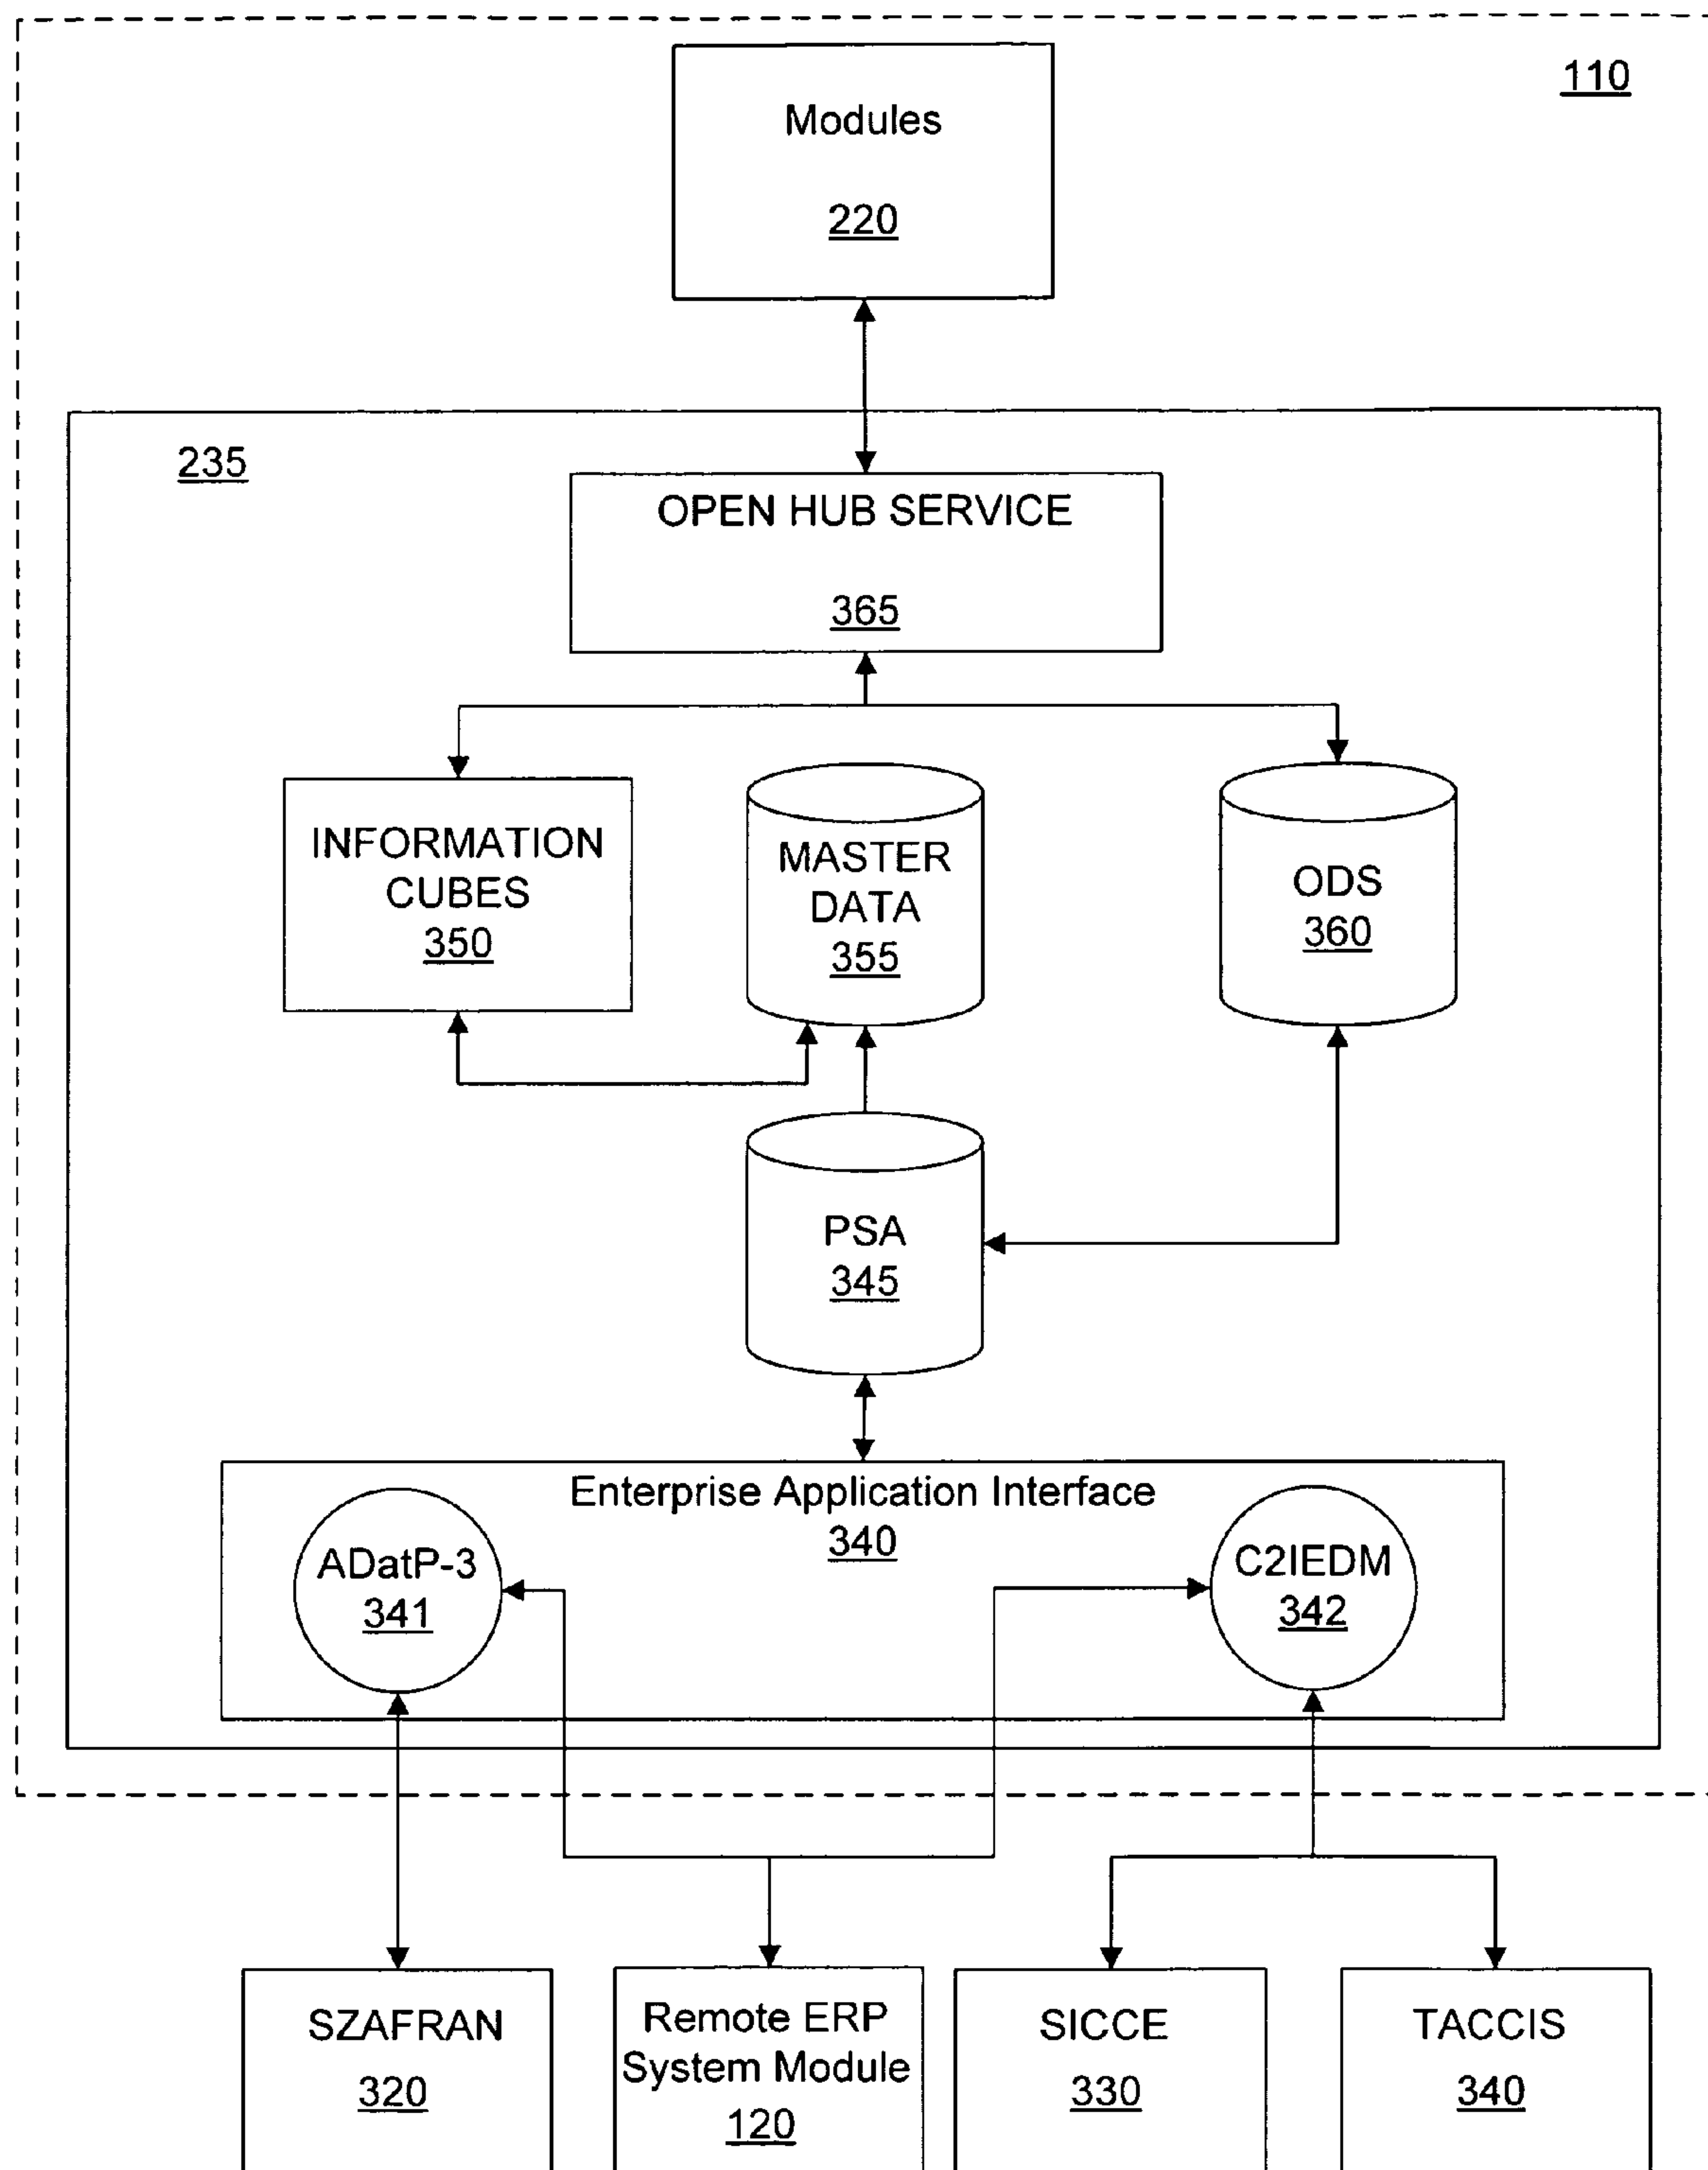 110
Modules
220
235
OPEN HUB SERVICE
365
INFORMATION
CUBES
350
MASTER
DATA
355
ODS
360
PSA
345
Enterprise Application Interface
340
ADatP-3
341
C2IEDM
342
SZAFRAN
320
Remote ERP
System Module
120
SICCE
330
TACCIS
340